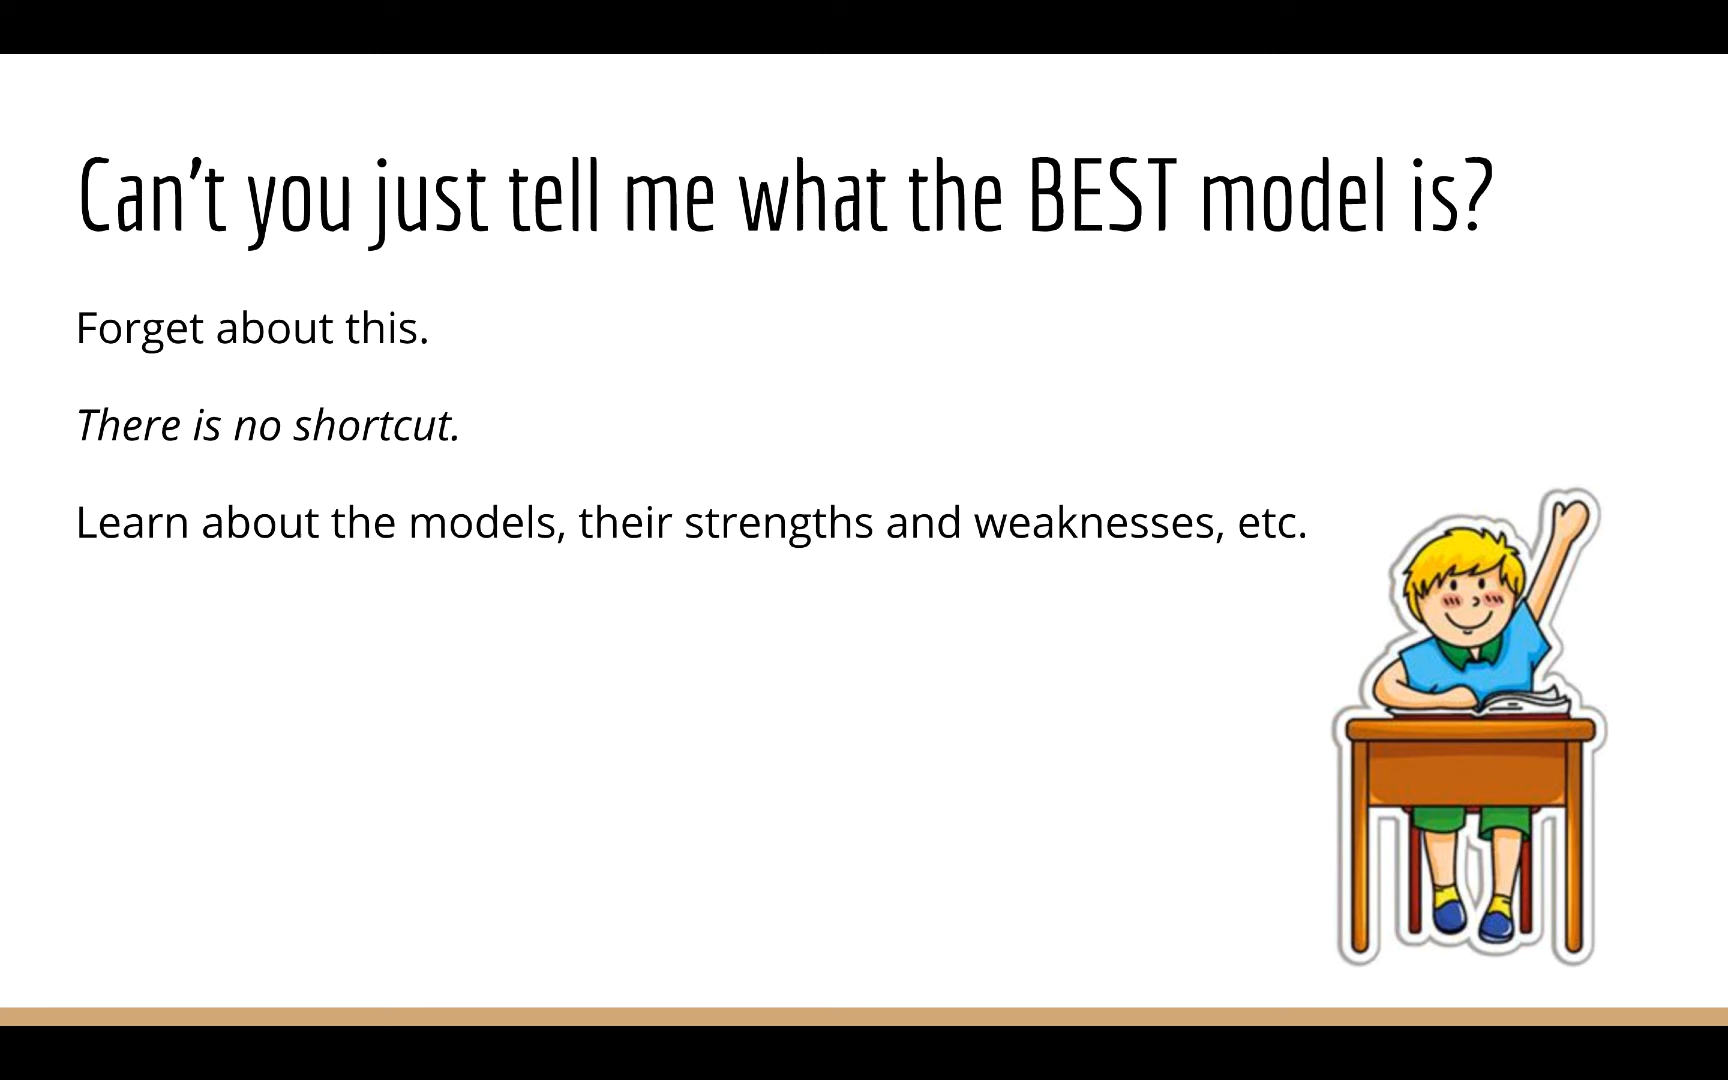 Can’t you just tell me what the BEST model is?
Forget about this.
There is no shortcut.
Learn about the models, their strengths and weaknesses, etc.